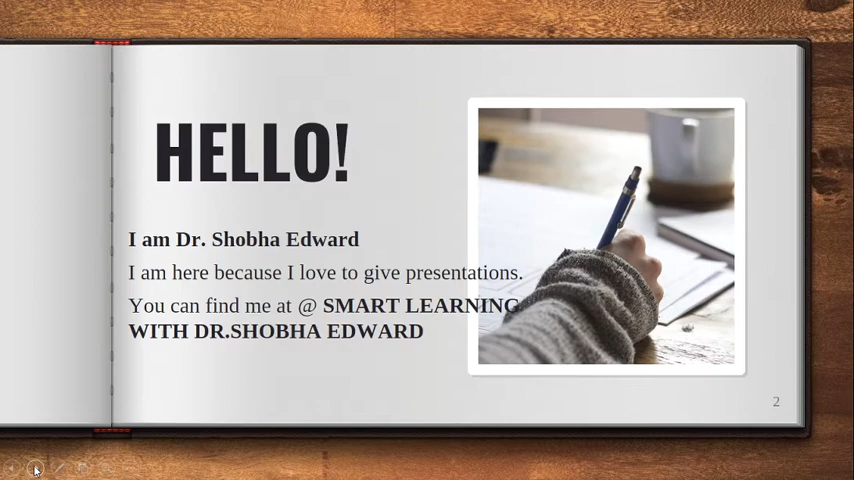 HELLO!
I am Dr. Shobha Edward
I am here because I love to give presentations.
You can find me at @ SMART LEARNING
WITH DR.SHOBHA EDWARD
2